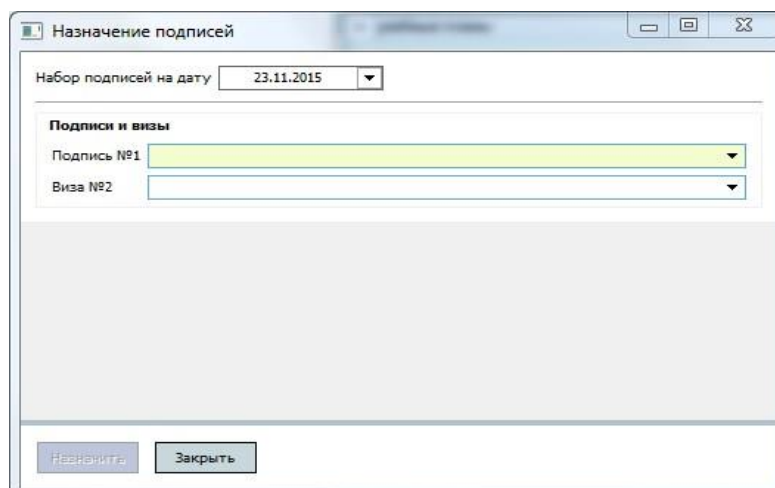 Назначение подписей
Набор подписей на дату 23.11.2015
Подписи и визы
Подпись №1
Виза №2
Назначить Закрыть